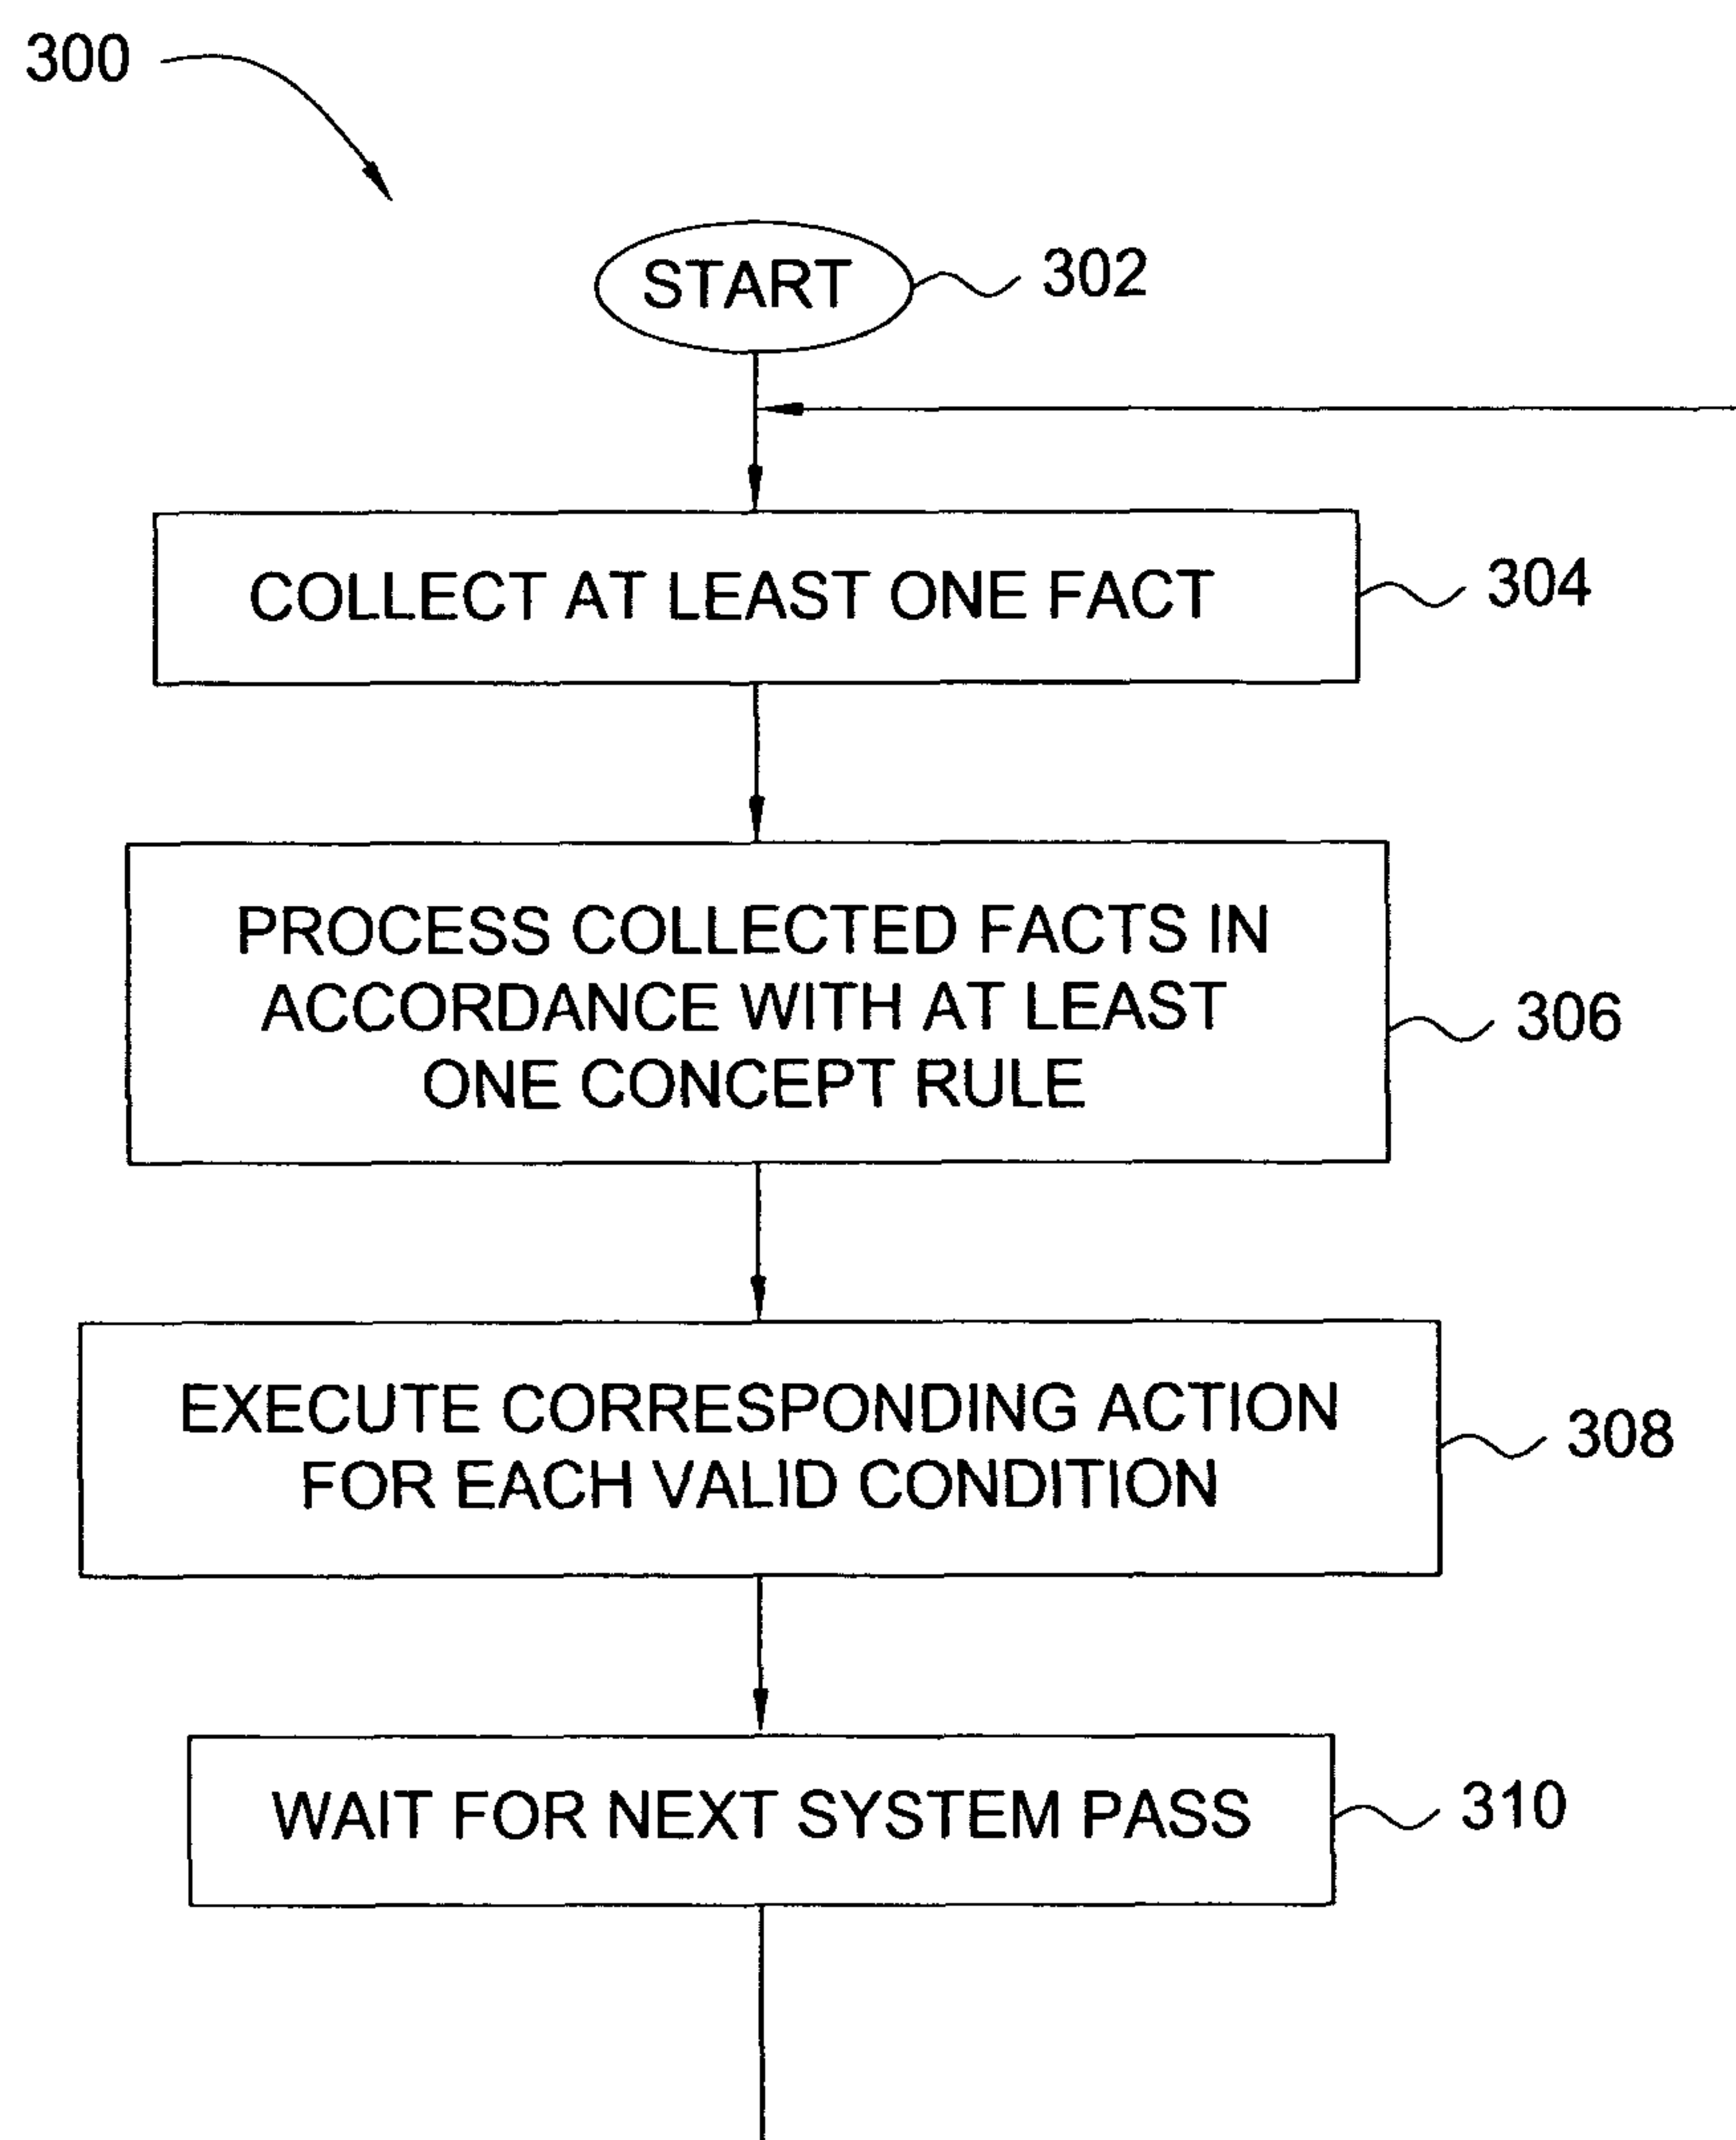 300
START
302
COLLECT AT LEAST ONE FACT
304
PROCESS COLLECTED FACTS IN
ACCORDANCE WITH AT LEAST
ONE CONCEPT RULE
306
EXECUTE CORRESPONDING ACTION
FOR EACH VALID CONDITION
308
WAIT FOR NEXT SYSTEM PASS
310